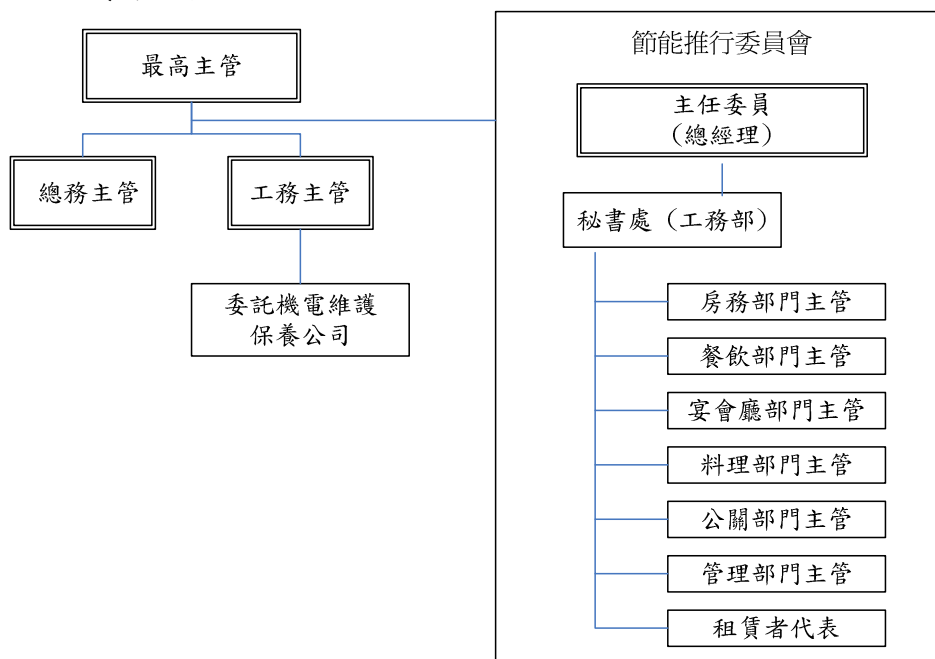 最高主管
總務主管
工務主管
委託機電維護
保養公司
節能推行委員會
主任委員
(總經理)
秘書處(工務部)
房務部門主管
餐飲部門主管
宴會廳部門主管
料理部門主管
公關部門主管
管理部門主管
租賃者代表